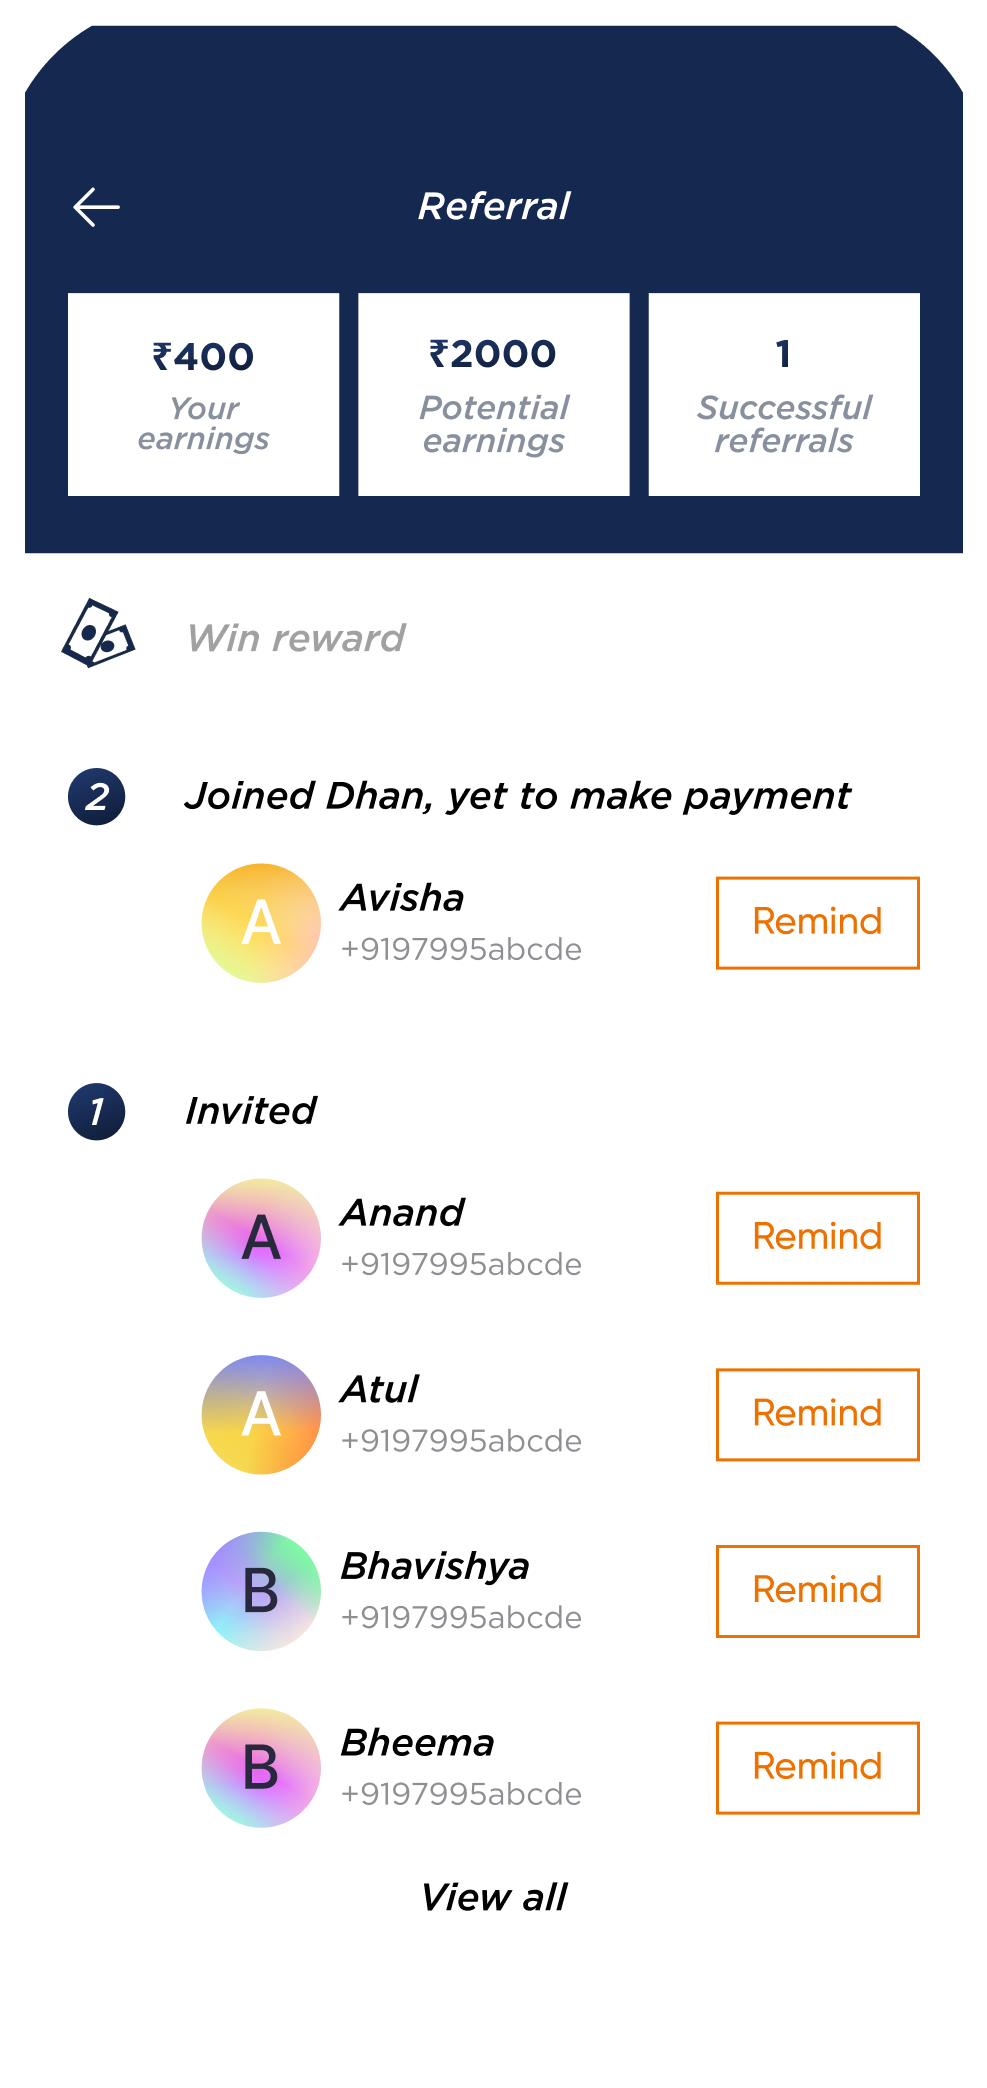 Referral
₹400
Your
earnings
₹2000
Potential
earnings
1
Successful
referrals
Win reward
2
Joined Dhan, yet to make payment
A
Avisha
+9197995abcde
Remind
1
Invited
A
Anand
+9197995abcde
Remind
A
Atul
+9197995abcde
Remind
B
Bhavishya
+9197995abcde
Remind
B
Bheema
+9197995abcde
Remind
View all